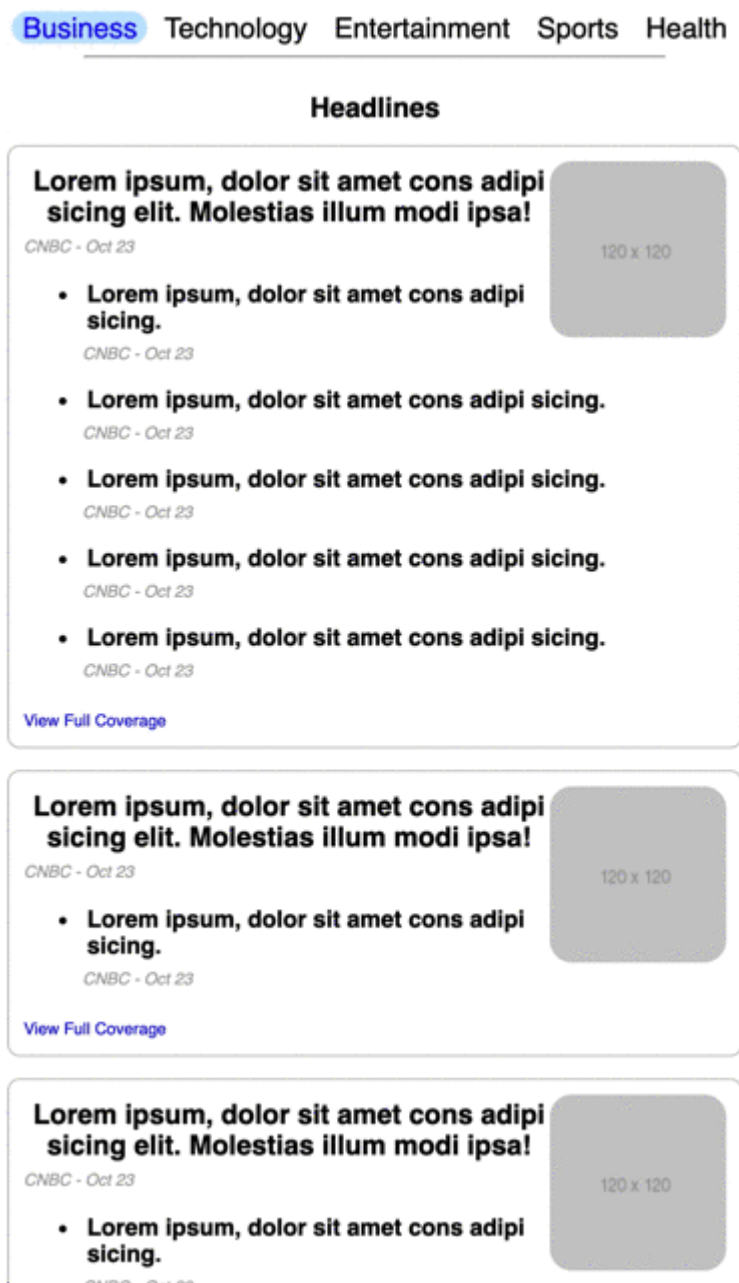 Business Technology Entertainment Sports Health
Headlines
Lorem ipsum, dolor sit amet cons adipi
sicing elit. Molestias illum modi ipsa!
CNBC - Oct 23
120 x 120
• Lorem ipsum, dolor sit amet cons adipi
sicing.
CNBC - Oct 23
• Lorem ipsum, dolor sit amet cons adipi sicing.
CNBC - Oct 23
• Lorem ipsum, dolor sit amet cons adipi sicing.
CNBC - Oct 23
• Lorem ipsum, dolor sit amet cons adipi sicing.
CNBC - Oct 23
• Lorem ipsum, dolor sit amet cons adipi sicing.
CNBC - Oct 23
View Full Coverage
Lorem ipsum, dolor sit amet cons adipi
sicing elit. Molestias illum modi ipsa!
CNBC - Oct 23
120 x 120
• Lorem ipsum, dolor sit amet cons adipi
sicing.
CNBC - Oct 23
View Full Coverage
Lorem ipsum, dolor sit amet cons adipi
sicing elit. Molestias illum modi ipsa!
CNBC - Oct 23
120 x 120
• Lorem ipsum, dolor sit amet cons adipi
sicing.